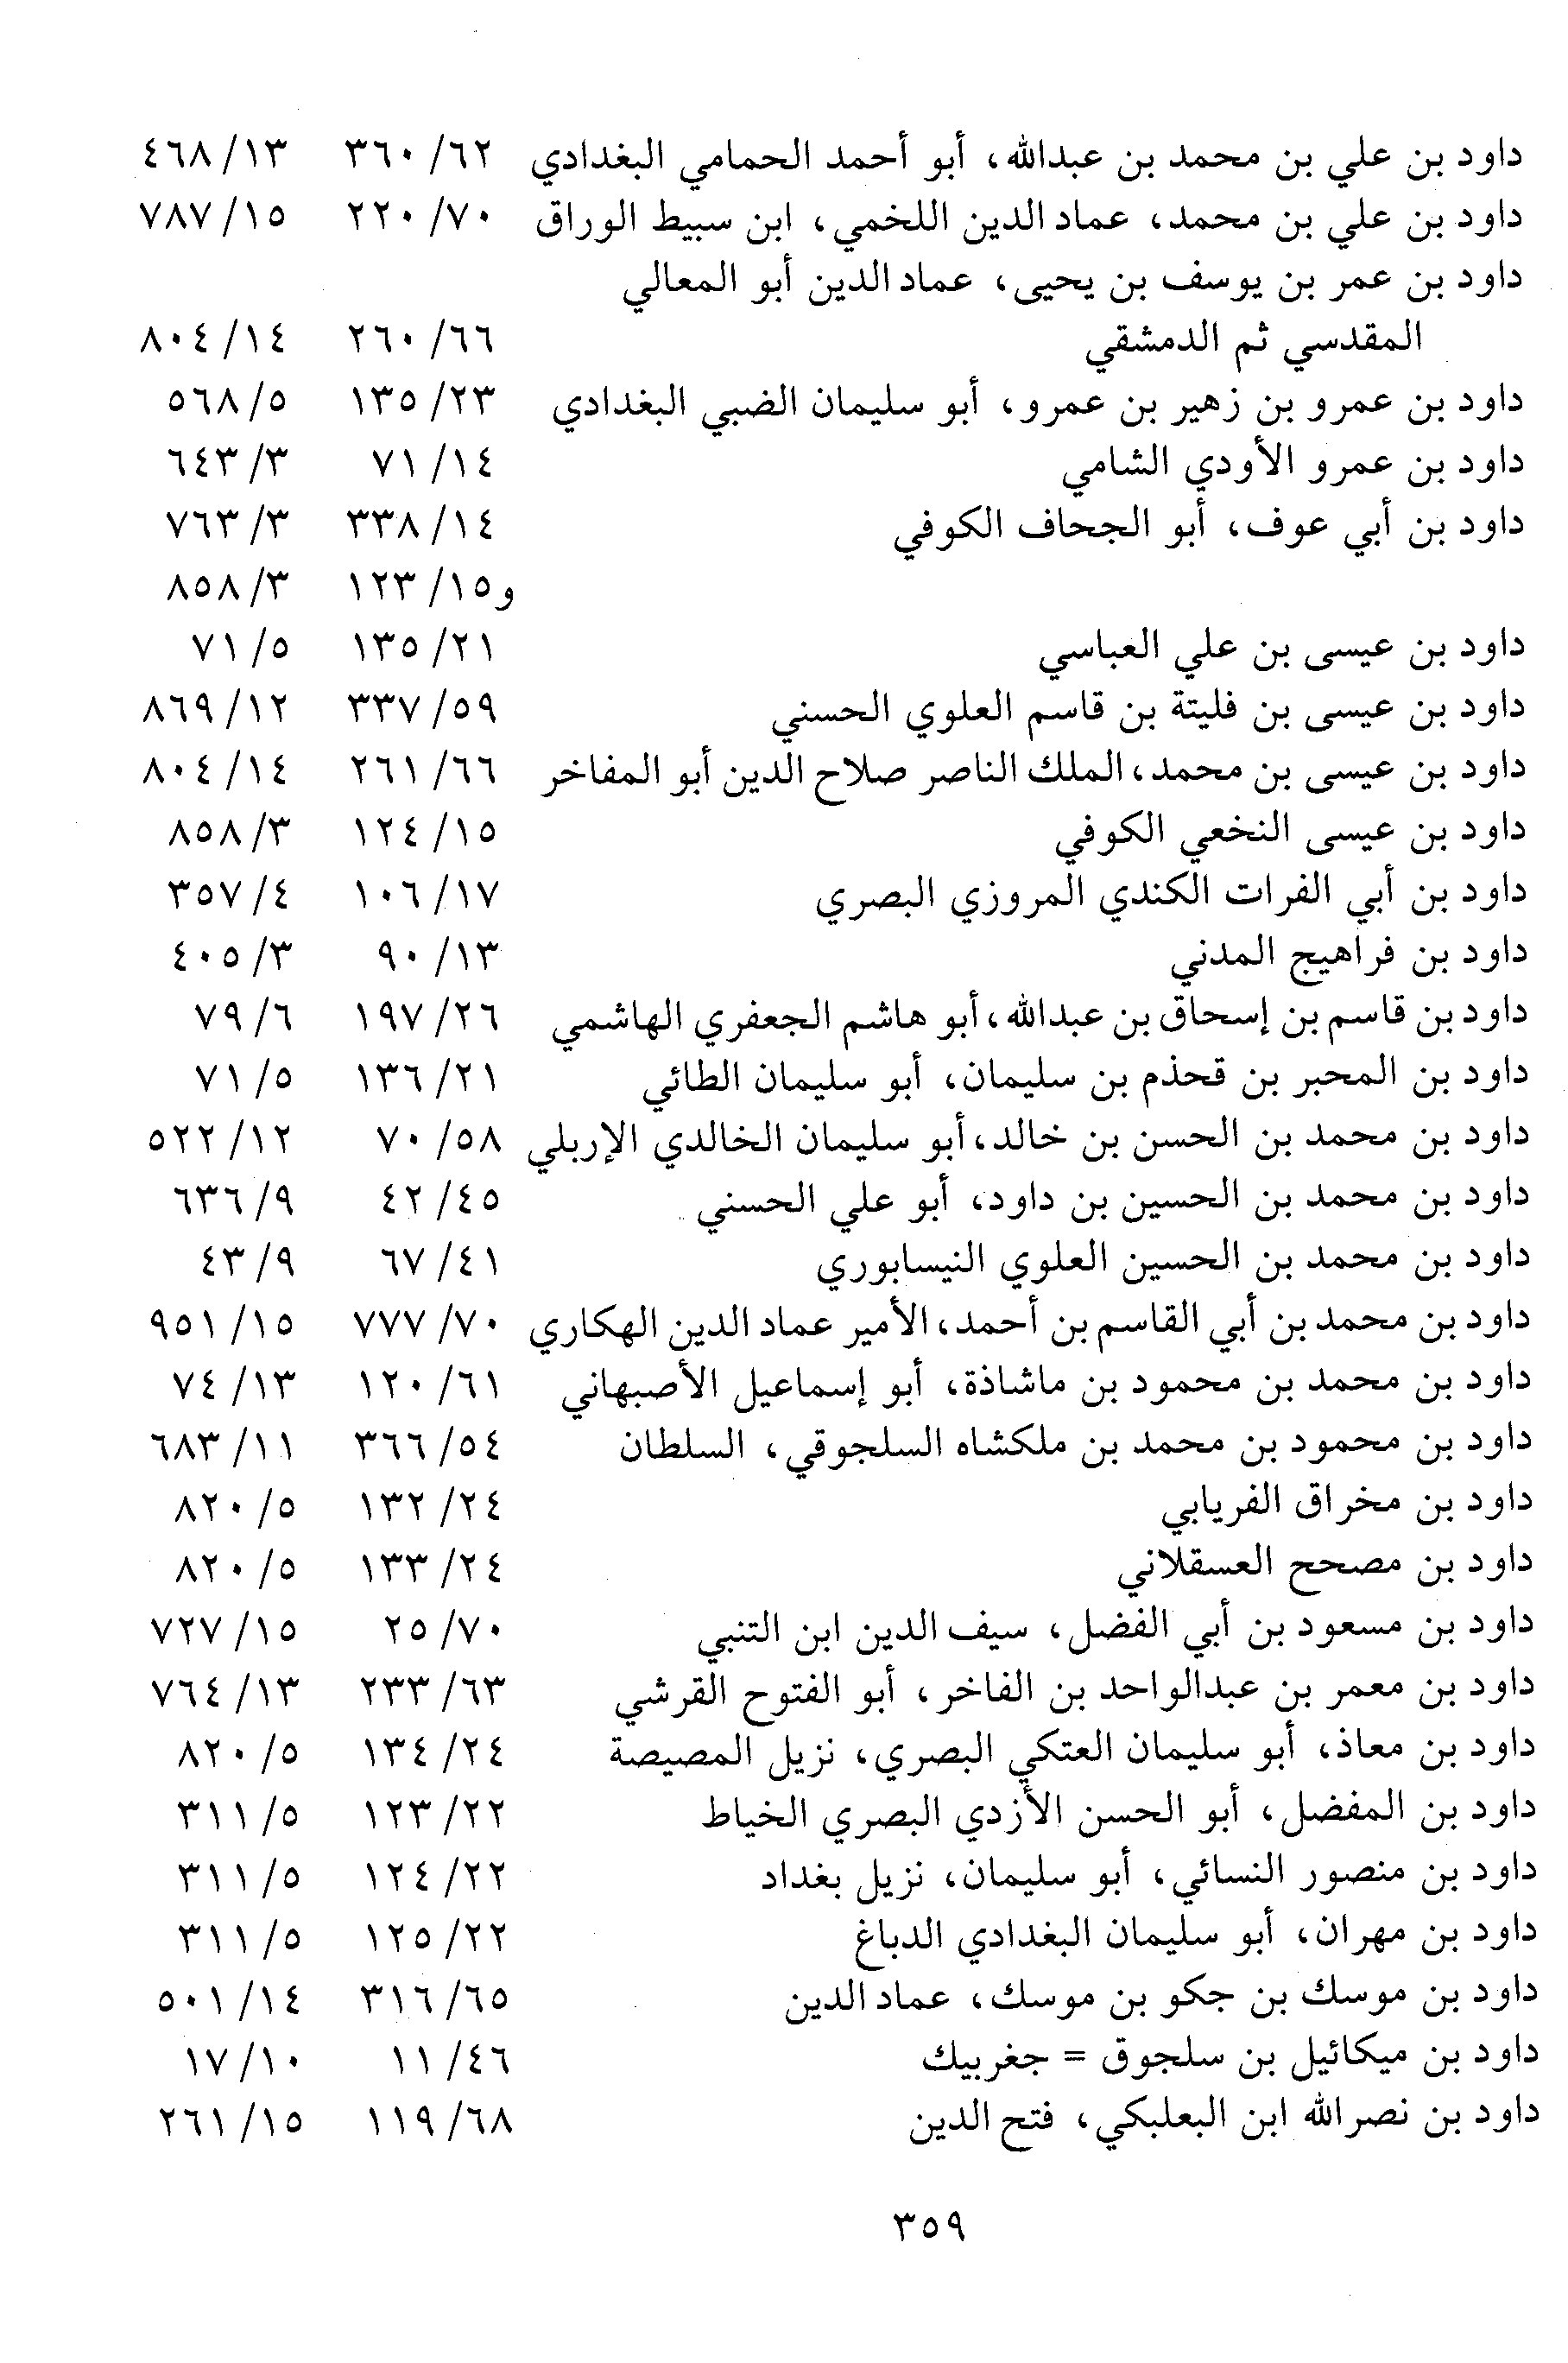 داود بن علي بن محمد بن عبدالله، أبو أحمد الحمامي البغدادي ٦٢/ ٣٦٠ ١٣/ ٤٦٨
داود بن علي بن محمد، عماد الدين اللخمي، ابن سبيط الوراق ٧٠/ ٢٢٠ ١٥/ ٧٨٧
داود بن عمر بن يوسف بن يحيى، عماد الدين أبو المعالي
المقدسي ثم الدمشقي ٦٦/ ٢٦٠ ١٤/ ٨٠٤
داود بن عمرو بن زهير بن عمرو، أبو سليمان الضبي البغدادي ٢٣/ ١٣٥ ٥/ ٥٦٨
داود بن عمرو الأودي الشامي ١٤/ ٧١ ٣/ ٦٤٣
داود بن أبي عوف، أبو الجحاف الكوفي ١٤/ ٣٣٨ ٣/ ٧٦٣
و١٥/ ١٢٣ ٣/ ٨٥٨
داود بن عيسى بن علي العباسي ٢١/ ١٣٥ ٥/ ٧١
داود بن عيسى بن فليتة بن قاسم العلوي الحسني ٥٩/ ٣٣٧ ١٢/ ٨٦٩
داود بن عيسى بن محمد، الملك الناصر صلاح الدين أبو المفاخر ٦٦/ ٢٦١ ١٤/ ٨٠٤
داود بن عيسى النخعي الكوفي ١٥/ ١٢٤ ٣/ ٨٥٨
داود بن أبي الفرات الكندي المروزي البصري ١٧/ ١٠٦ ٤/ ٣٥٧
داود بن فراهيج المدني ١٣/ ٩٠ ٣/ ٤٠٥
داود بن قاسم بن إسحاق بن عبدالله، أبو هاشم الجعفري الهاشمي ٢٦/ ١٩٧ ٦/ ٧٩
داود بن المحبر بن قحذم بن سليمان، أبو سليمان الطائي ٢١/ ١٣٦ ٥/ ٧١
داود بن محمد بن الحسن بن خالد، أبو سليمان الخالدي الإربلي ٥٨/ ٧٠ ١٢/ ٥٢٢
داود بن محمد بن الحسين بن داود، أبو علي الحسني ٤٥/ ٤٢ ٩/ ٦٣٦
داود بن محمد بن الحسين العلوي النيسابوري ٤١/ ٦٧ ٩/ ٤٣
داود بن محمد بن أبي القاسم بن أحمد، الأمير عماد الدين الهكاري ٧٠/ ٧٧٧ ١٥/ ٩٥١
داود بن محمد بن محمود بن ماشاذة، أبو إسماعيل الأصبهاني ٦١/ ١٢٠ ١٣/ ٧٤
داود بن محمود بن محمد بن ملكشاه السلجوقي، السلطان ٥٤/ ٣٦٦ ١١/ ٦٨٣
داود بن مخراق الفريابي ٢٤/ ١٣٢ ٥/ ٨٢٠
داود بن مصحح العسقلاني ٢٤/ ١٣٣ ٥/ ٨٢٠
داود بن مسعود بن أبي الفضل، سيف الدين ابن التنبي ٧٠/ ٢٥ ١٥/ ٧٢٧
داود بن معمر بن عبدالواحد بن الفاخر، أبو الفتوح القرشي ٦٣/ ٢٣٣ ١٣/ ٧٦٤
داود بن معاذ، أبو سليمان العتكي البصري، نزيل المصيصة ٢٤/ ١٣٤ ٥/ ٨٢٠
داود بن المفضل، أبو الحسن الأزدي البصري الخياط ٢٢/ ١٢٣ ٥/ ٣١١
داود بن منصور النسائي، أبو سليمان، نزيل بغداد ٢٢/ ١٢٤ ٥/ ٣١١
داود بن مهران، أبو سليمان البغدادي الدباغ ٢٢/ ١٢٥ ٥/ ٣١١
داود بن موسك بن جكو بن موسك، عماد الدين ٦٥/ ٣١٦ ١٤/ ٥٠١
داود بن ميكائيل بن سلجوق = جغربيك ٤٦/ ١١ ١٠/ ١٧
داود بن نصر الله ابن البعلبكي، فتح الدين ٦٨/ ١١٩ ١٥/ ٢٦١
٣٥٩